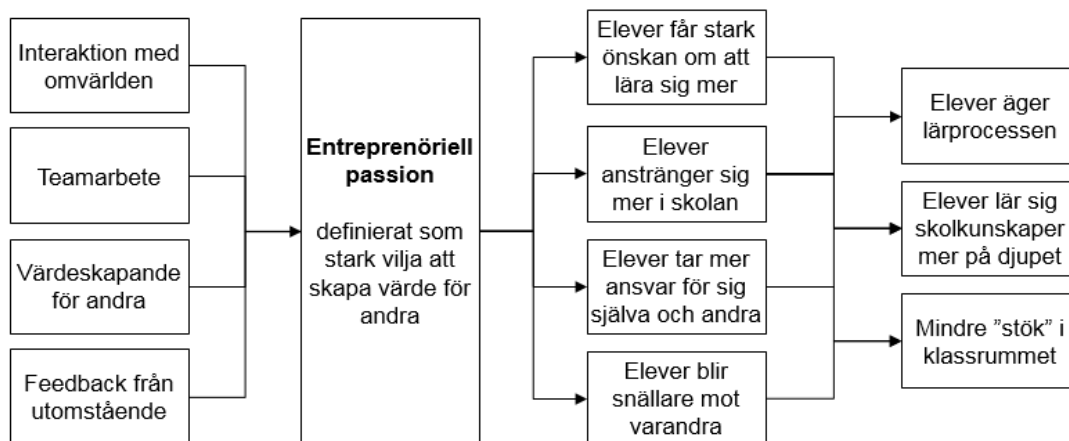 Interaktion med
omvärlden
Teamarbete
Värdeskapande
för andra
Feedback från
utomstående
Entreprenöriell
passion
definierat som
stark vilja att
skapa värde för
andra
Elever får stark
önskan om att
lära sig mer
Elever
anstränger sig
mer i skolan
Elever tar mer
ansvar för sig
själva och andra
Elever blir
snällare mot
varandra
Elever äger
lärprocessen
Elever lär sig
skolkunskaper
mer på djupet
Mindre ”stök” i
klassrummet